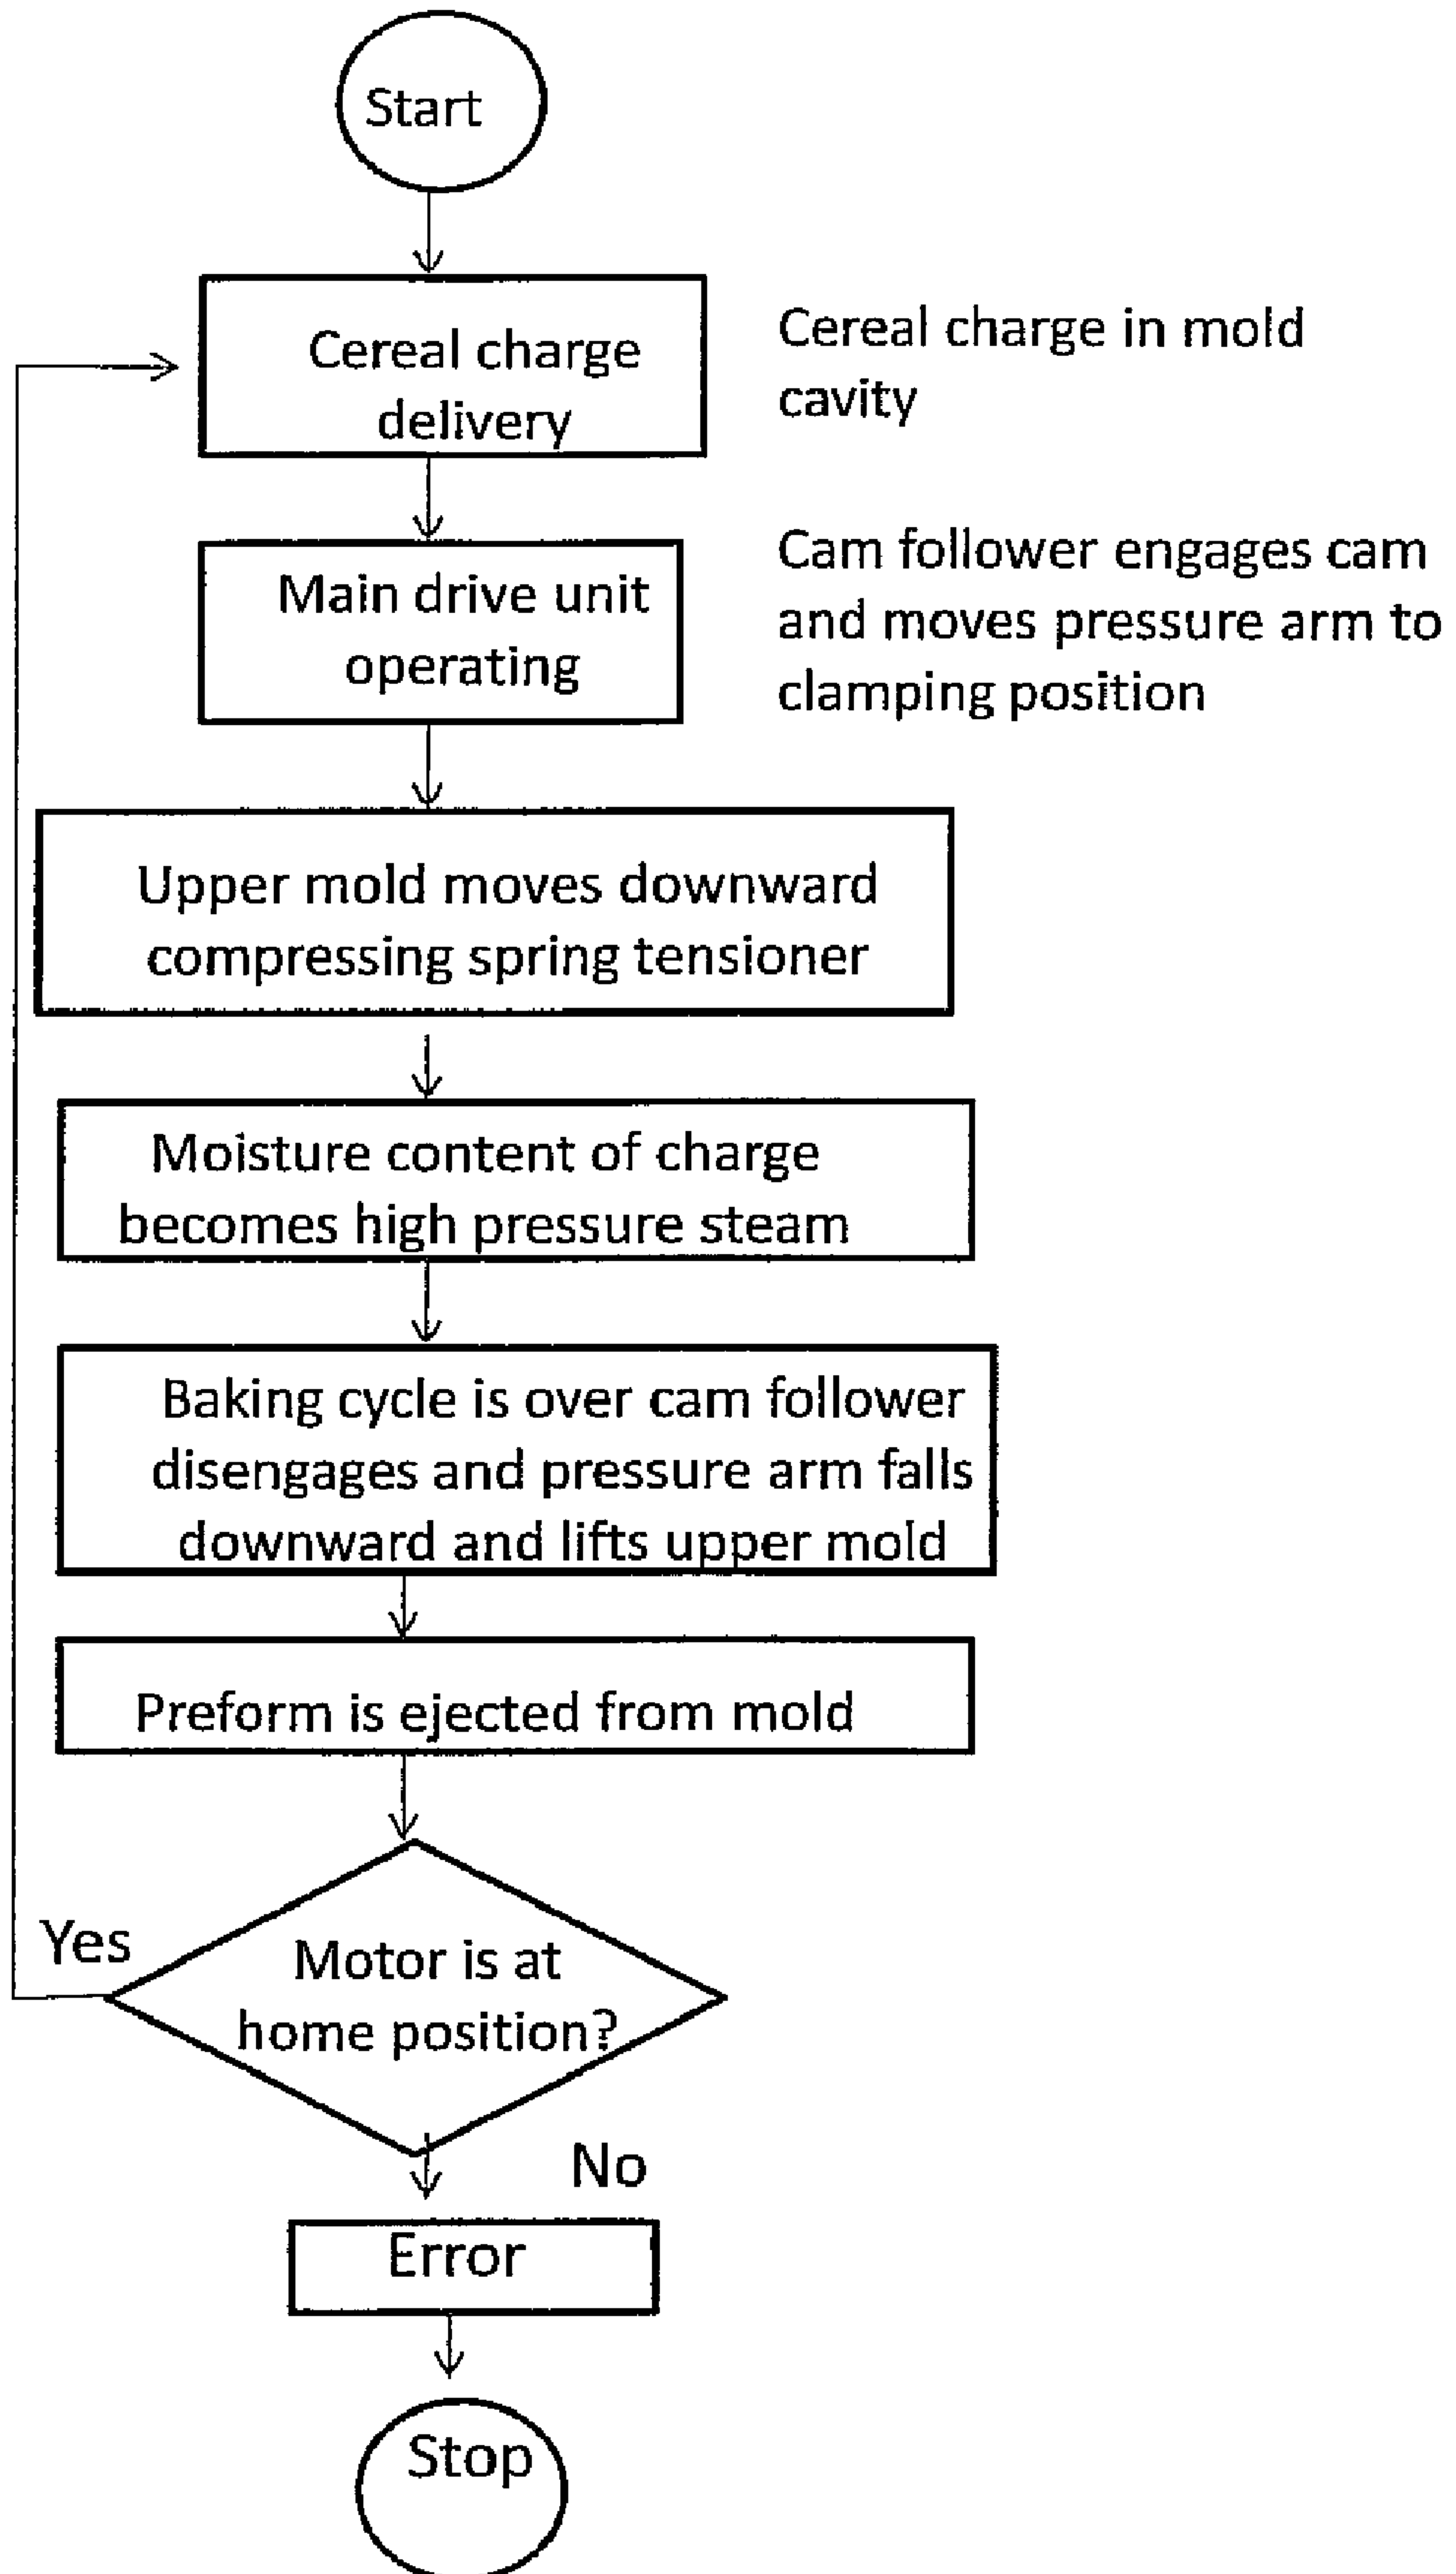 Start
Cereal charge
delivery
Cereal charge in mold
cavity
Main drive unit
operating
Cam follower engages cam
and moves pressure arm to
clamping position
Upper mold moves downward
compressing spring tensioner
Moisture content of charge
becomes high pressure steam
Baking cycle is over cam follower
disengages and pressure arm falls
downward and lifts upper mold
Preform is ejected from mold
Yes
Motor is at
home position?
No
Error
Stop